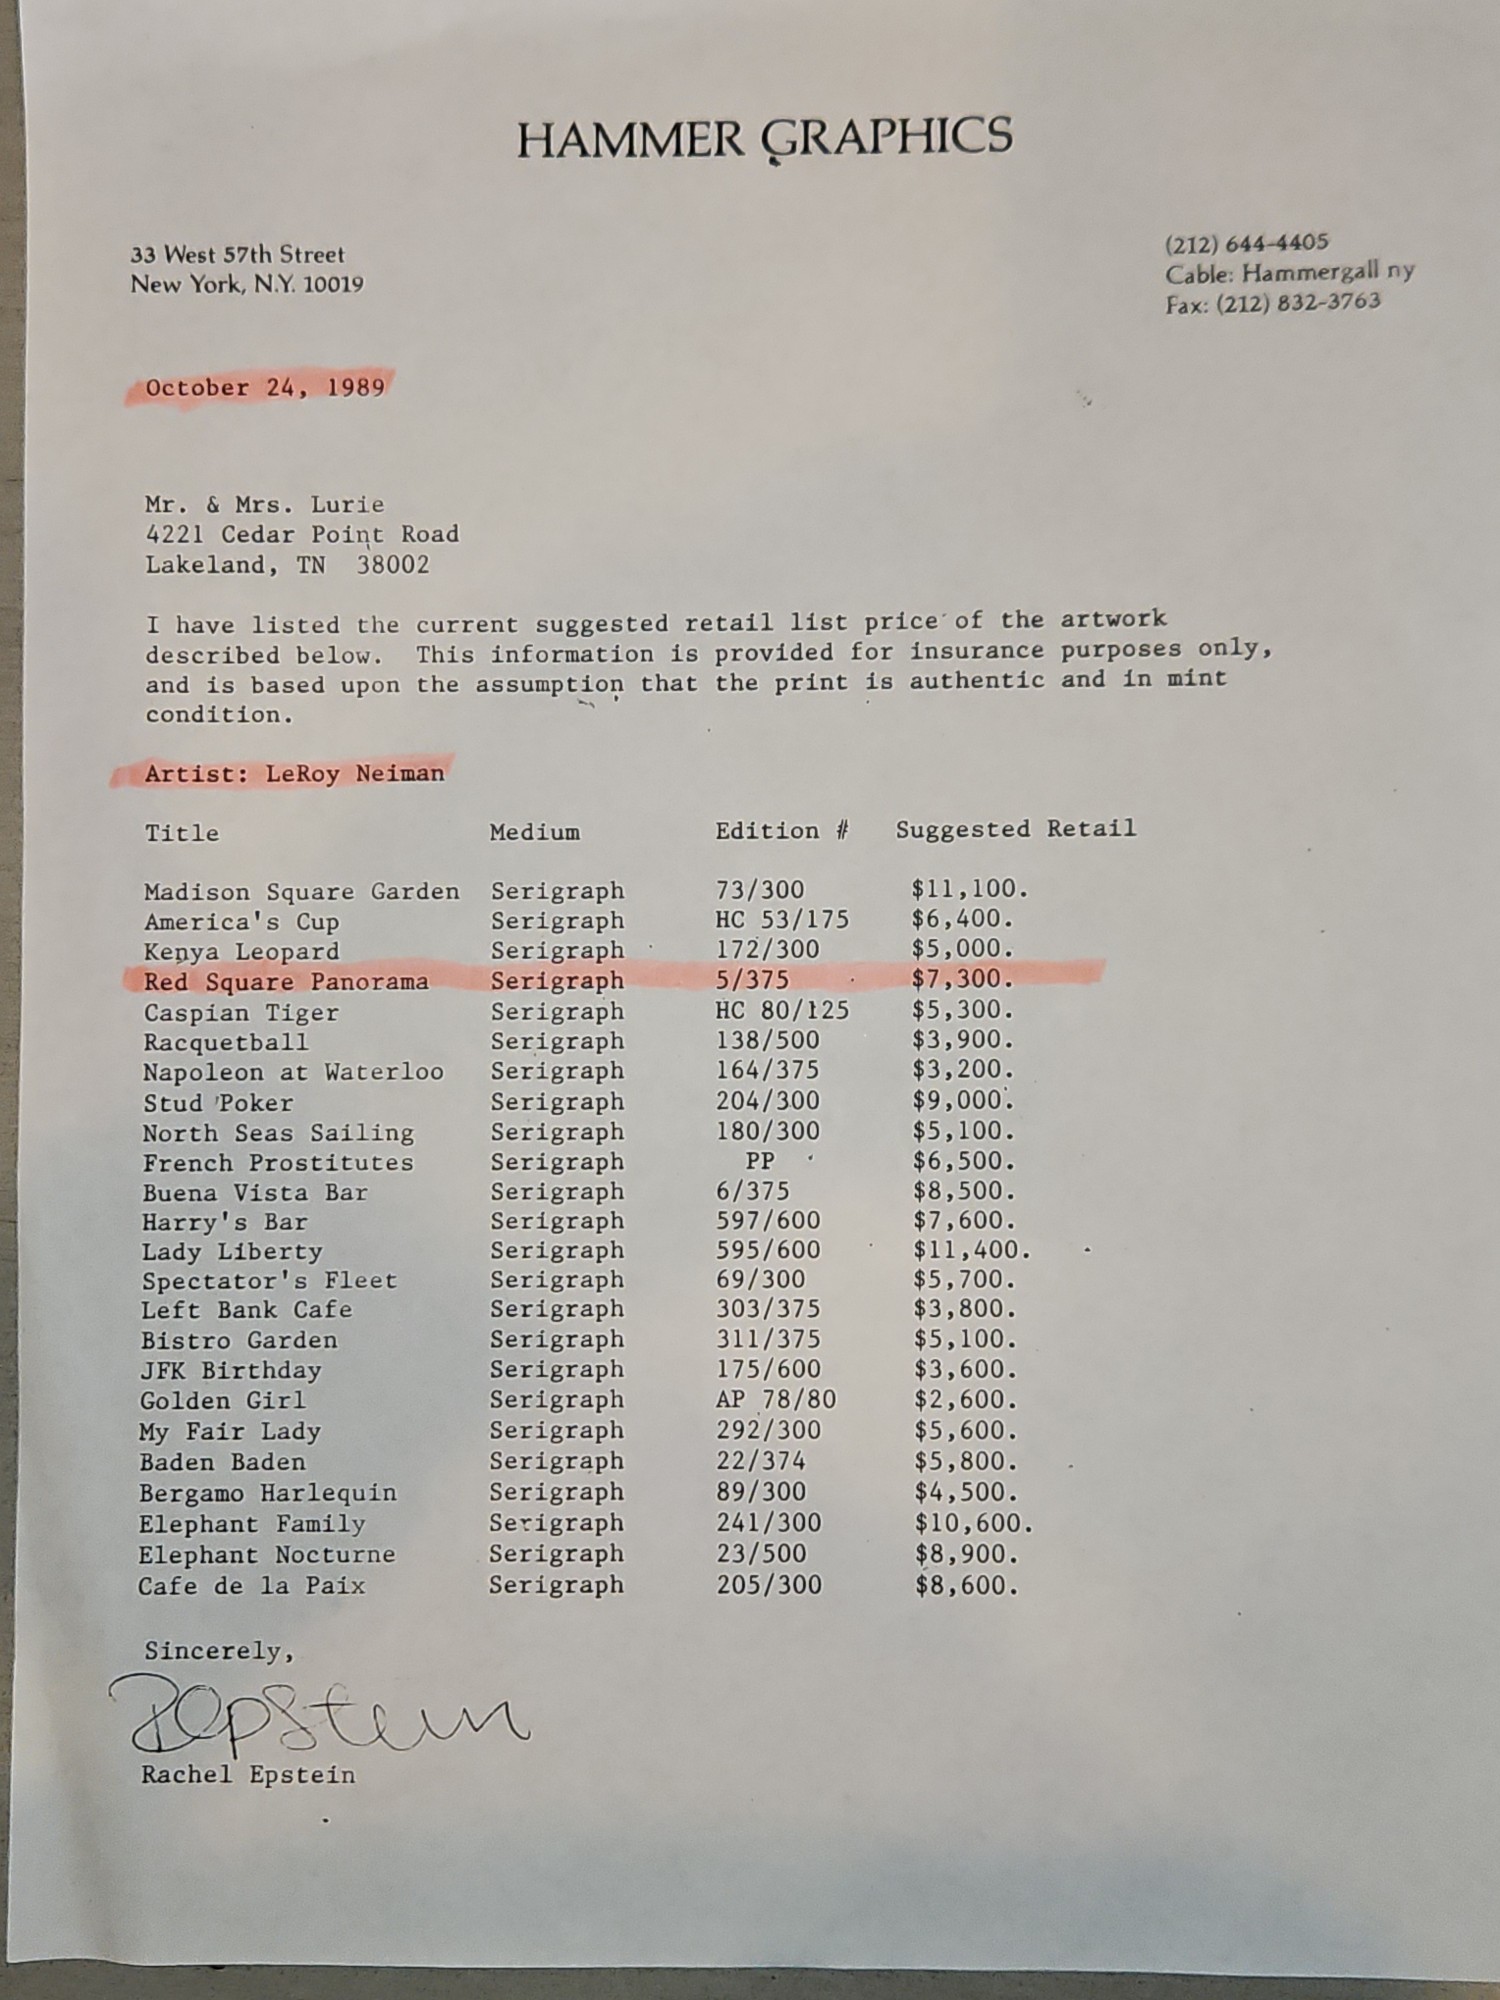 HAMMER GRAPHICS
33 West 57th Street
New York, N.Y. 10019
(212) 644-4405
Cable: Hammergall ny
Fax: (212) 832-3763
October 24, 1989
Mr. & Mrs. Lurie
4221 Cedar Point Road
Lakeland, TN 38002
I have listed the current suggested retail list price of the artwork
described below. This information is provided for insurance purposes only,
and is based upon the assumption that the print is authentic and in mint
condition.
Artist: LeRoy Neiman
Title Medium Edition # Suggested Retail
Madison Square Garden Serigraph 73/300 $11,100.
America's Cup Serigraph HC 53/175 $6,400.
Kenya Leopard Serigraph 172/300 $5,000.
Red Square Panorama Serigraph 5/375 $7,300.
Caspian Tiger Serigraph HC 80/125 $5,300.
Racquetball Serigraph 138/500 $3,900.
Napoleon at Waterloo Serigraph 164/375 $3,200.
Stud Poker Serigraph 204/300 $9,000.
North Seas Sailing Serigraph 180/300 $5,100.
French Prostitutes Serigraph PP $6,500.
Buena Vista Bar Serigraph 6/375 $8,500.
Harry's Bar Serigraph 597/600 $7,600.
Lady Liberty Serigraph 595/600 $11,400.
Spectator's Fleet Serigraph 69/300 $5,700.
Left Bank Cafe Serigraph 303/375 $3,800.
Bistro Garden Serigraph 311/375 $5,100.
JFK Birthday Serigraph 175/600 $3,600.
Golden Girl Serigraph AP 78/80 $2,600.
My Fair Lady Serigraph 292/300 $5,600.
Baden Baden Serigraph 22/374 $5,800.
Bergamo Harlequin Serigraph 89/300 $4,500.
Elephant Family Serigraph 241/300 $10,600.
Elephant Nocturne Serigraph 23/500 $8,900.
Cafe de la Paix Serigraph 205/300 $8,600.
Sincerely,
REpstein
Rachel Epstein